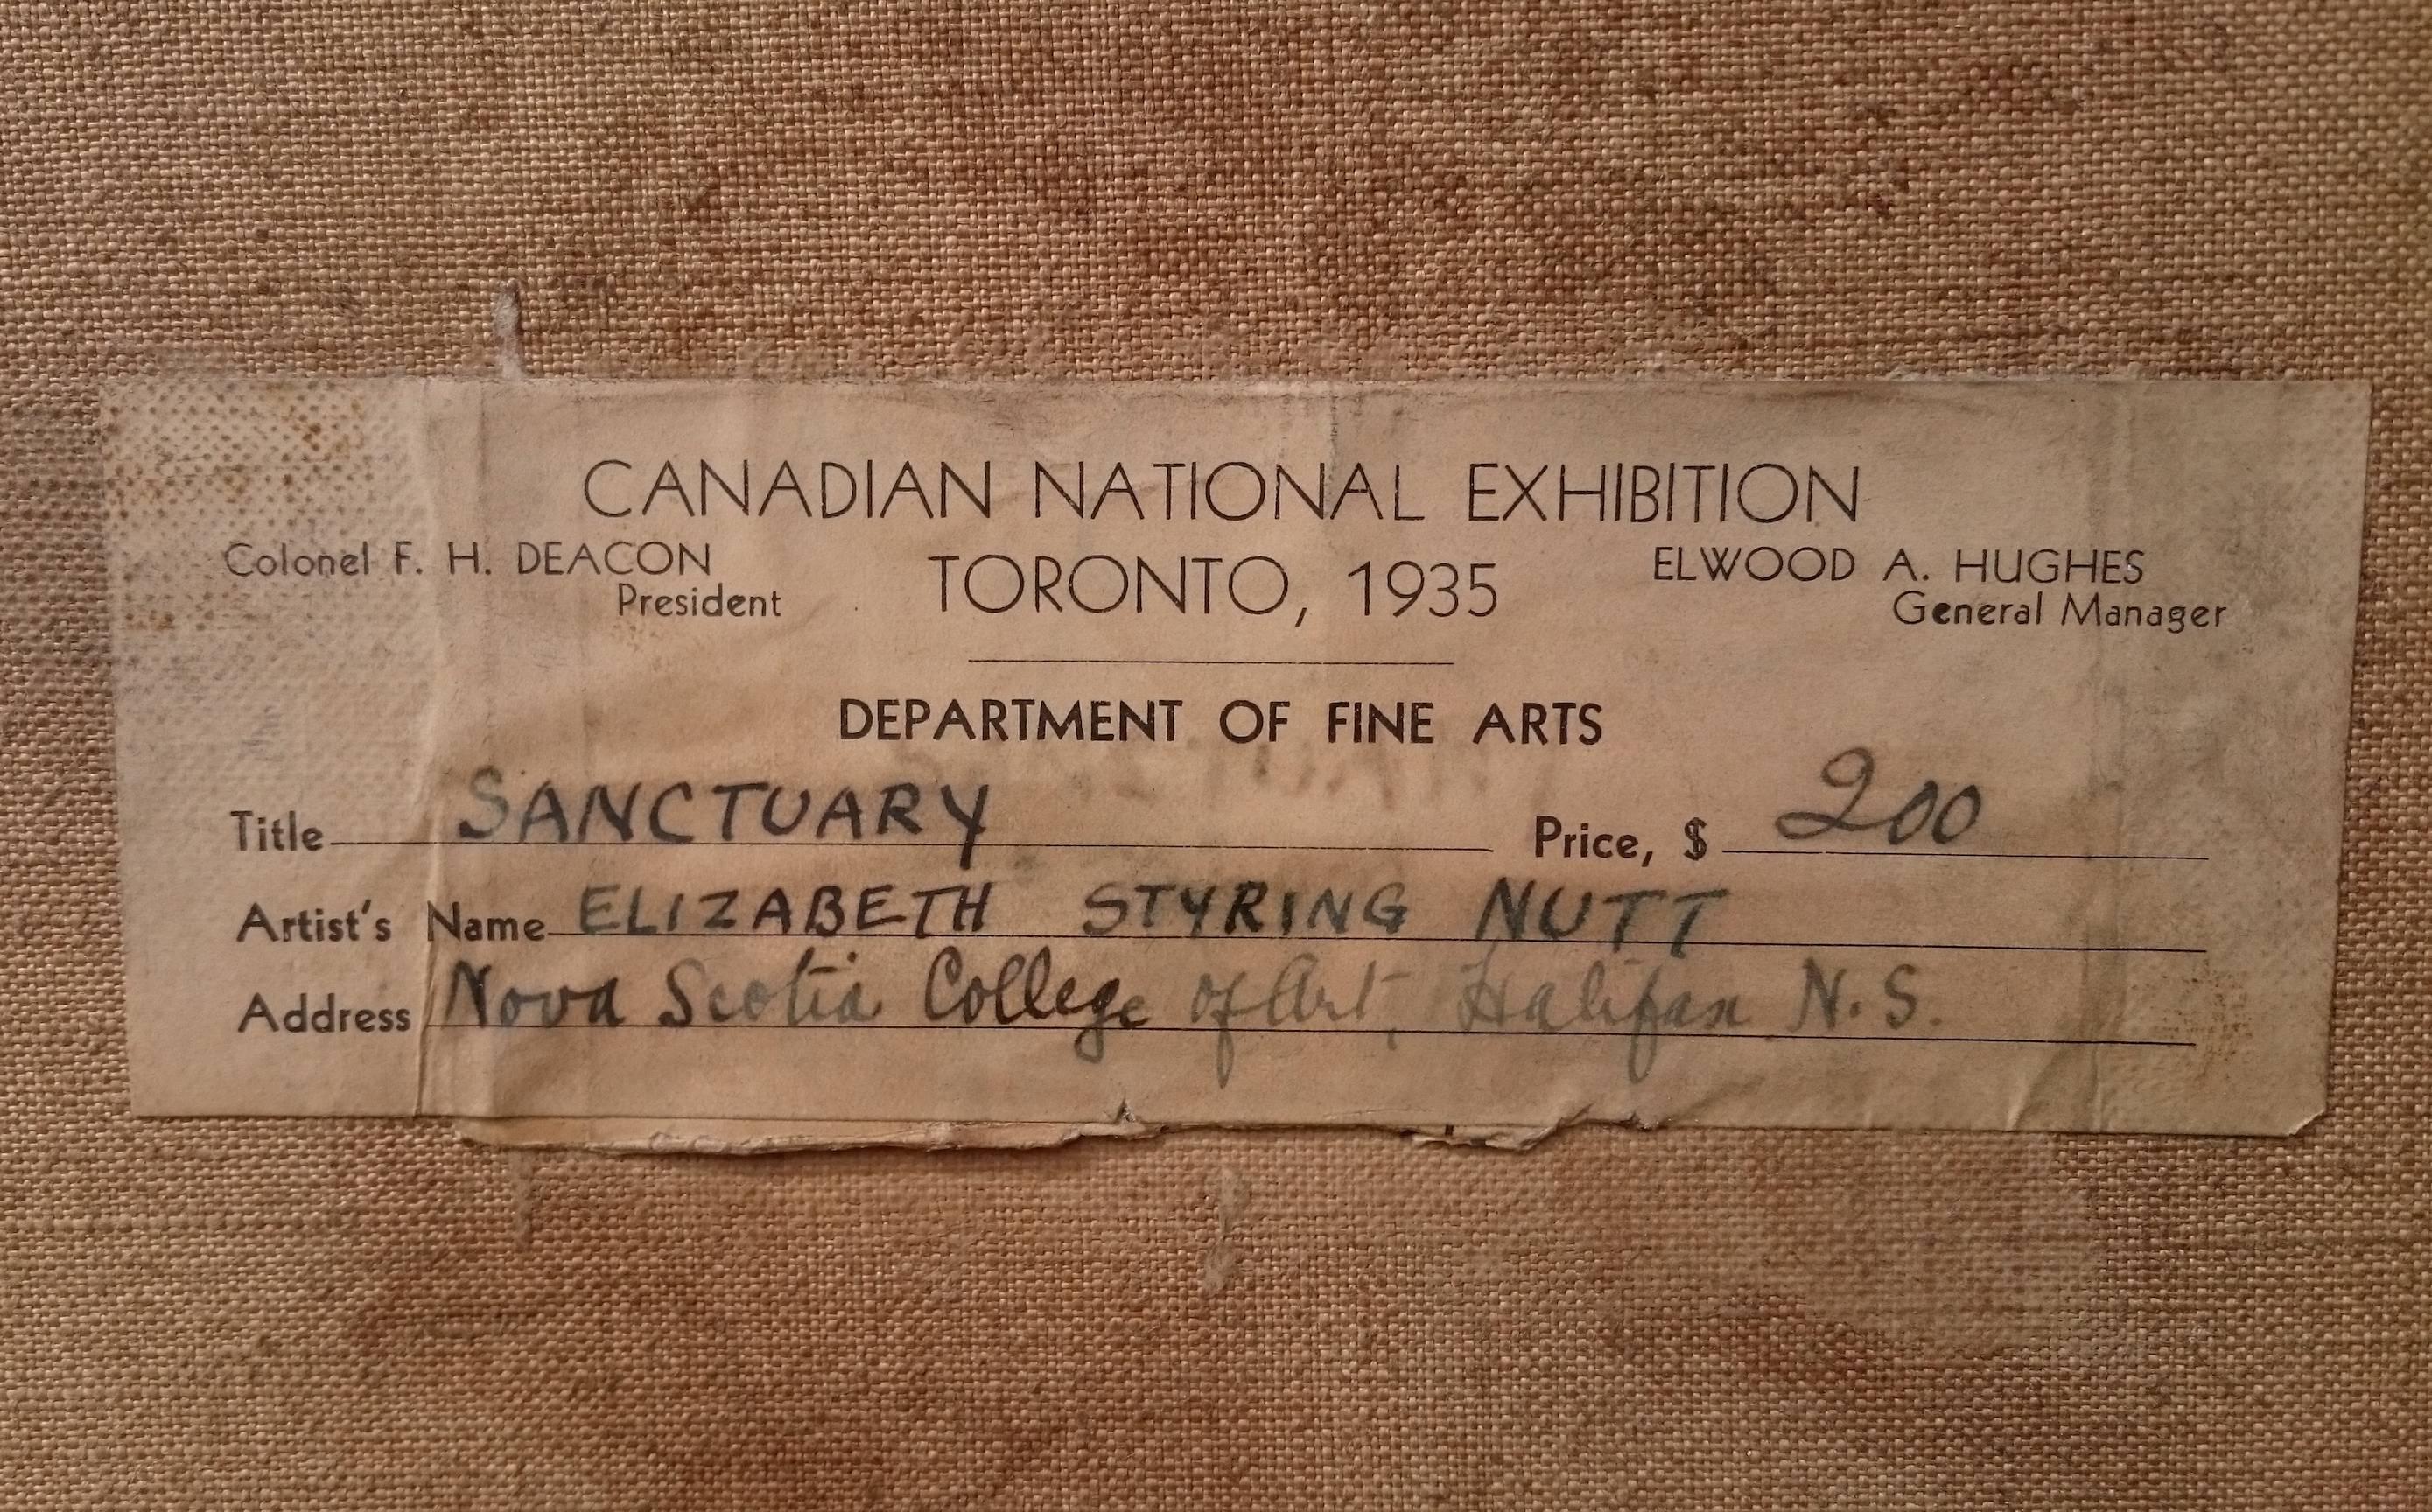 CANADIAN NATIONAL EXHIBITION
Colonel F. H. DEACON
President
TORONTO, 1935
ELWOOD A. HUGHES
General Manager
DEPARTMENT OF FINE ARTS
Title SANCTUARY Price, $ 200
Artist's Name ELIZABETH STYRING NUTT
Address Nova Scotia College of Art, Halifax N.S.